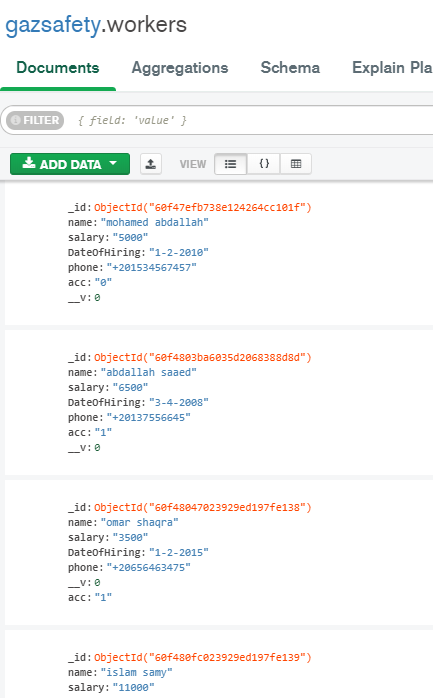 gazsafety.workers
Documents Aggregations Schema Explain Pla
FILTER { field: 'value' }
ADD DATA VIEW {}
_id: ObjectId("60f47efb738e124264cc101f")
name: "mohamed abdallah"
salary: "5000"
DateOfHiring: "1-2-2010"
phone: "+201534567457"
acc: "0"
__v: 0
_id: ObjectId("60f4803ba6035d2068388d8d")
name: "abdallah saaed"
salary: "6500"
DateOfHiring: "3-4-2008"
phone: "+20137556645"
acc: "1"
__v: 0
_id: ObjectId("60f48047023929ed197fe138")
name: "omar shaqra"
salary: "3500"
DateOfHiring: "1-2-2015"
phone: "+20656463475"
__v: 0
acc: "1"
_id: ObjectId("60f480fc023929ed197fe139")
name: "islam samy"
salary: "11000"